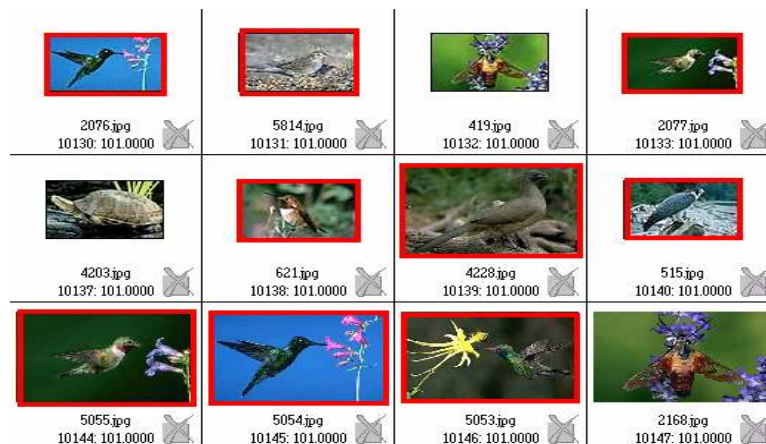 2076.jpg
10130: 101.0000
5814.jpg
10131: 101.0000
419.jpg
10132: 101.0000
2077.jpg
10133: 101.0000
4203.jpg
10137: 101.0000
621.jpg
10138: 101.0000
4228.jpg
10139: 101.0000
515.jpg
10140: 101.0000
5055.jpg
10144: 101.0000
5054.jpg
10145: 101.0000
5053.jpg
10146: 101.0000
2168.jpg
10147: 101.0000